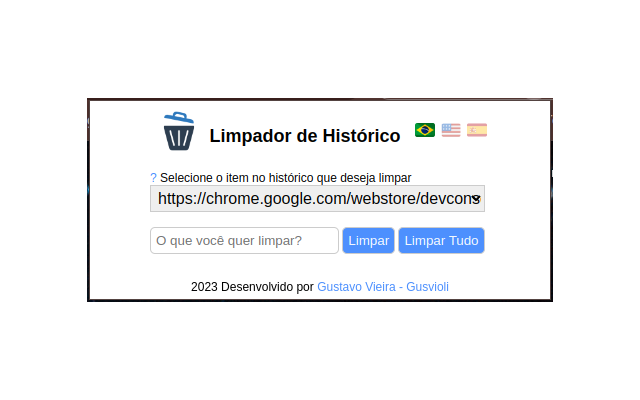 Limpador de Histórico
? Selecione o item no histórico que deseja limpar
https://chrome.google.com/webstore/devcons
O que você quer limpar?
Limpar
Limpar Tudo
2023 Desenvolvido por Gustavo Vieira - Gusvioli